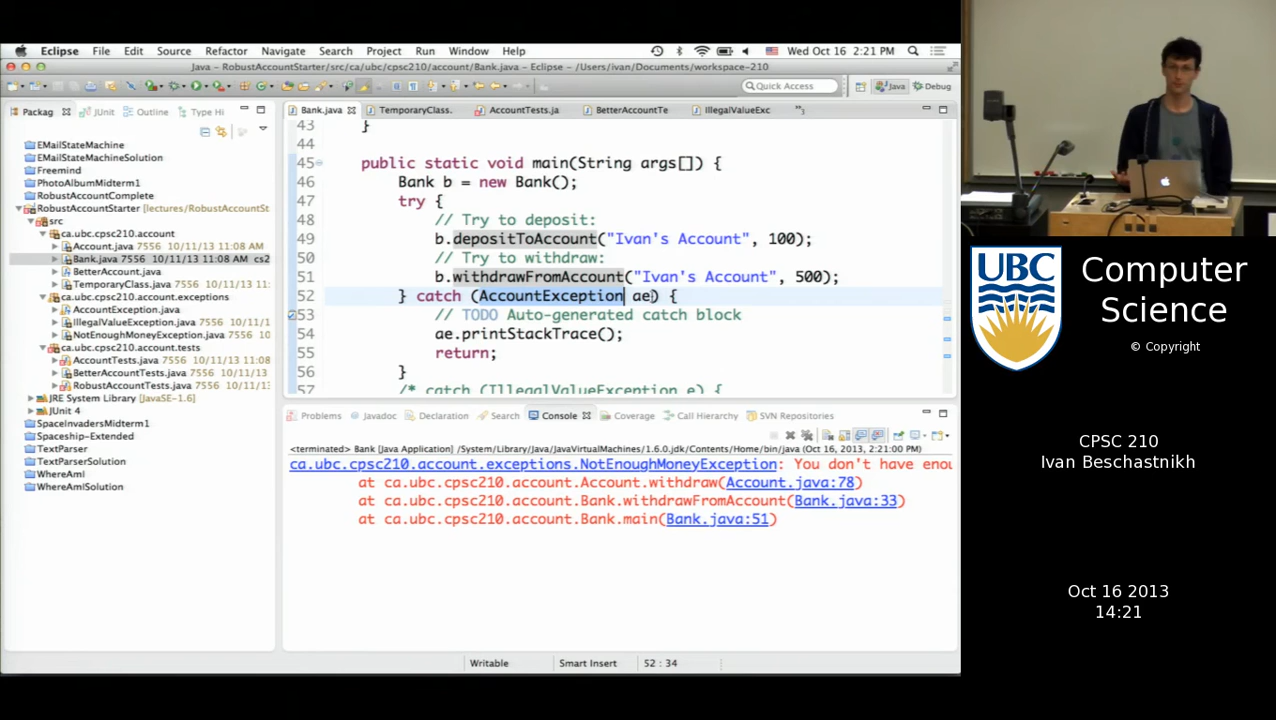 Eclipse File Edit Source Refactor Navigate Search Project Run Window Help Wed Oct 16 2:21 PM
Java - RobustAccountStarter/src/ca/ubc/cpsc210/account/Bank.java - Eclipse - /Users/ivan/Documents/workspace-210
Quick Access Java Debug
Packag JUnit Outline Type Hi
Bank.java TemporaryClass. AccountTests.ja BetterAccountTe IllegalValueExc
EMailStateMachine
EMailStateMachineSolution
Freemind
PhotoAlbumMidterm1
RobustAccountComplete
RobustAccountStarter [lectures/RobustAccountSt
src
ca.ubc.cpsc210.account
Account.java 7556 10/11/13 11:08 AM
Bank.java 7556 10/11/13 11:08 AM cs2
BetterAccount.java
TemporaryClass.java 7556 10/11/13
ca.ubc.cpsc210.account.exceptions
AccountException.java
IllegalValueException.java 7556 10/1
NotEnoughMoneyException.java 7556
ca.ubc.cpsc210.account.tests
AccountTests.java 7556 10/11/13 11:08
BetterAccountTests.java 7556 10/11/13
RobustAccountTests.java 7556 10/11/1
JRE System Library [JavaSE-1.6]
JUnit 4
SpaceInvadersMidterm1
Spaceship-Extended
TextParser
TextParserSolution
WhereAmI
WhereAmISolution
43 }
44
45 public static void main(String args[]) {
46 Bank b = new Bank();
47 try {
48 // Try to deposit:
49 b.depositToAccount("Ivan's Account", 100);
50 // Try to withdraw:
51 b.withdrawFromAccount("Ivan's Account", 500);
52 } catch (AccountException ae) {
53 // TODO Auto-generated catch block
54 ae.printStackTrace();
55 return;
56 }
57 /* catch (IllegalValueException e) {
Problems Javadoc Declaration Search Console Coverage Call Hierarchy SVN Repositories
<terminated> Bank [Java Application] /System/Library/Java/JavaVirtualMachines/1.6.0.jdk/Contents/Home/bin/java (Oct 16, 2013, 2:21:00 PM)
ca.ubc.cpsc210.account.exceptions.NotEnoughMoneyException: You don't have enou
at ca.ubc.cpsc210.account.Account.withdraw(Account.java:78)
at ca.ubc.cpsc210.account.Bank.withdrawFromAccount(Bank.java:33)
at ca.ubc.cpsc210.account.Bank.main(Bank.java:51)
Writable Smart Insert 52 : 34
UBC
Computer
Science
© Copyright
CPSC 210
Ivan Beschastnikh
Oct 16 2013
14:21